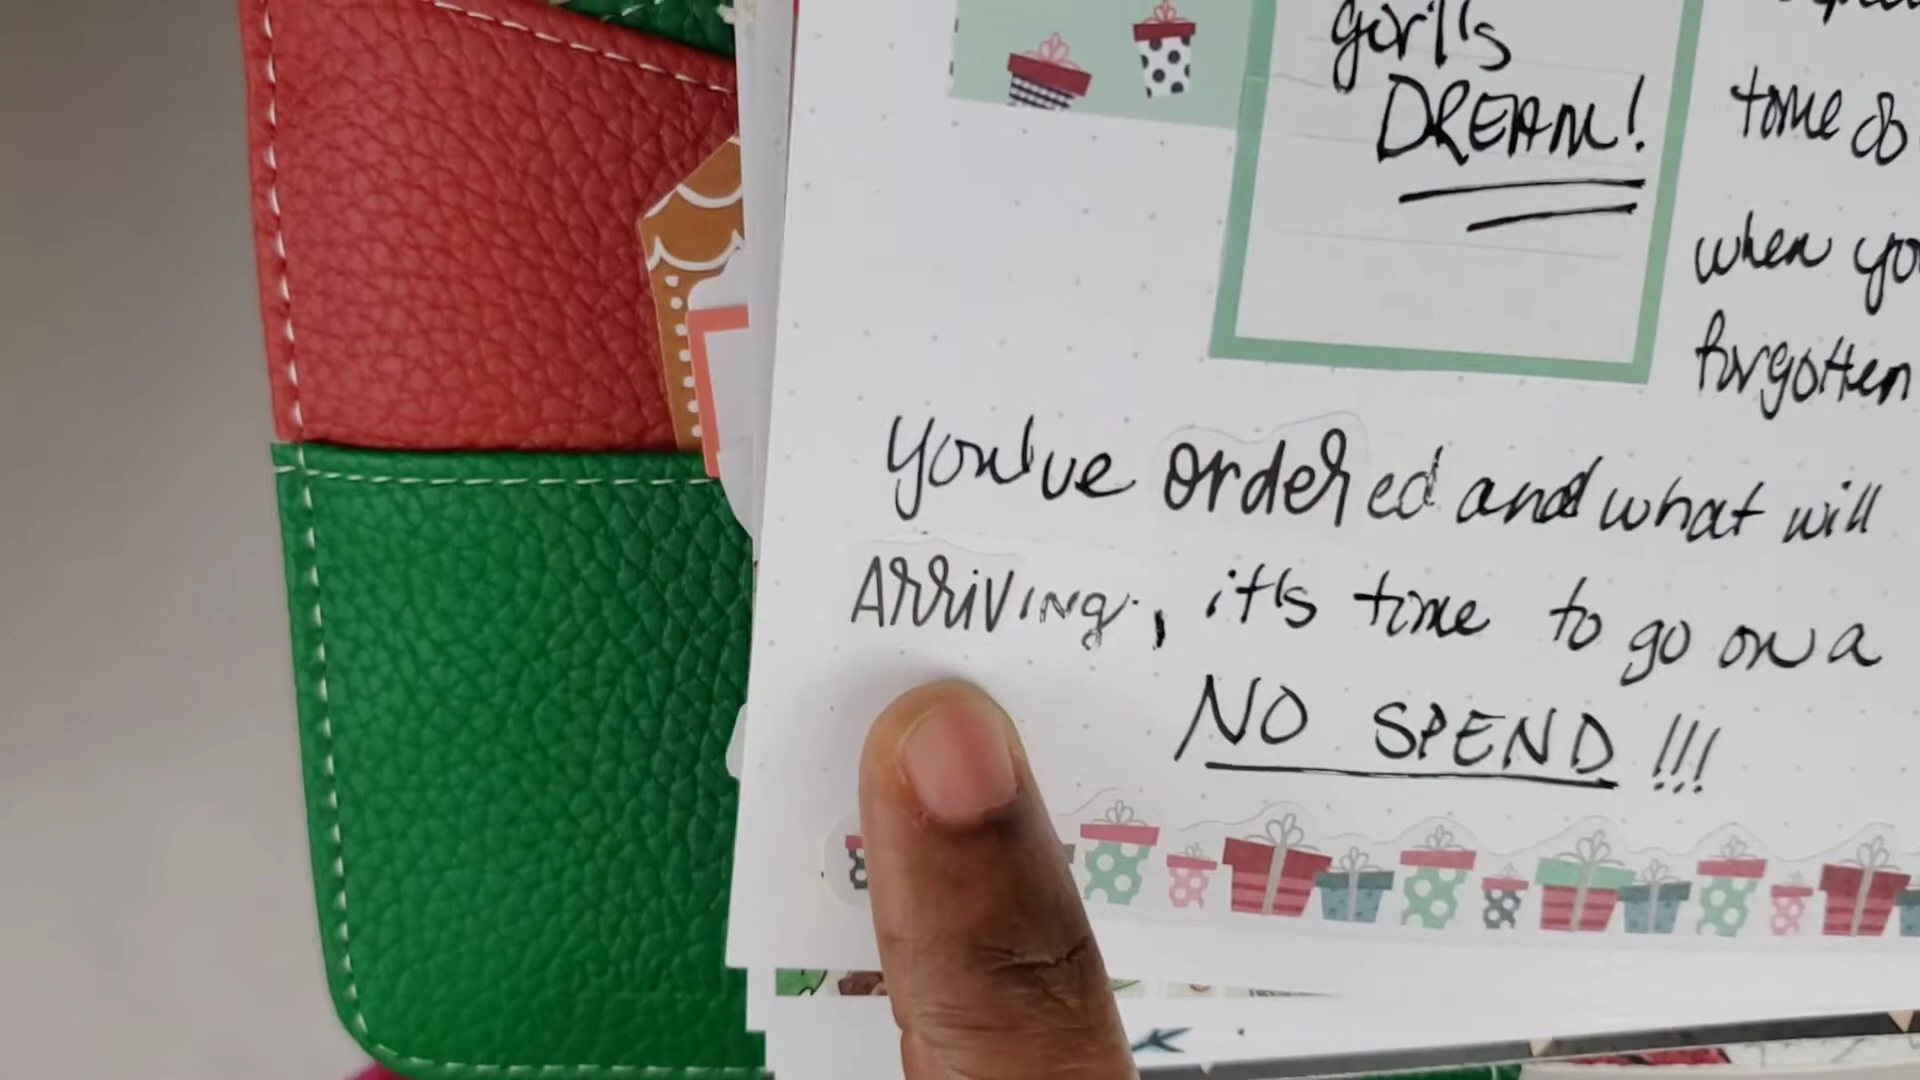 girl's
DREAM!
time of
when yo
forgotten
you've ordered and what will
ARRiViNg, it's time to go on a
NO SPEND!!!